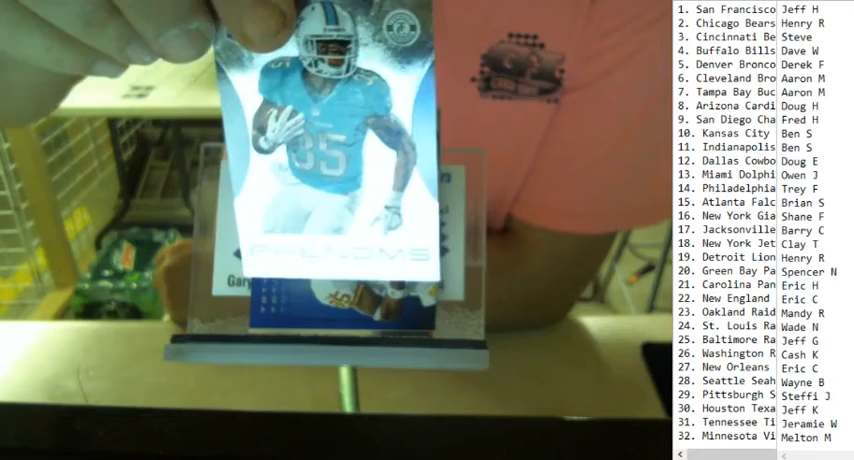 35
PHENOMS
Gary
1. San Francisco Jeff H
2. Chicago Bears Henry R
3. Cincinnati Be Steve
4. Buffalo Bills Dave W
5. Denver Bronco Derek F
6. Cleveland Bro Aaron M
7. Tampa Bay Buc Aaron M
8. Arizona Cardi Doug H
9. San Diego Cha Fred H
10. Kansas City Ben S
11. Indianapolis Ben S
12. Dallas Cowbo Doug E
13. Miami Dolphi Owen J
14. Philadelphia Trey F
15. Atlanta Falc Brian S
16. New York Gia Shane F
17. Jacksonville Barry C
18. New York Jet Clay T
19. Detroit Lion Henry R
20. Green Bay Pa Spencer N
21. Carolina Pan Eric H
22. New England Eric C
23. Oakland Raid Mandy R
24. St. Louis Ra Wade N
25. Baltimore Ra Jeff G
26. Washington R Cash K
27. New Orleans Eric C
28. Seattle Seah Wayne B
29. Pittsburgh S Steffi J
30. Houston Texa Jeff K
31. Tennessee Ti Jeramie W
32. Minnesota Vi Melton M